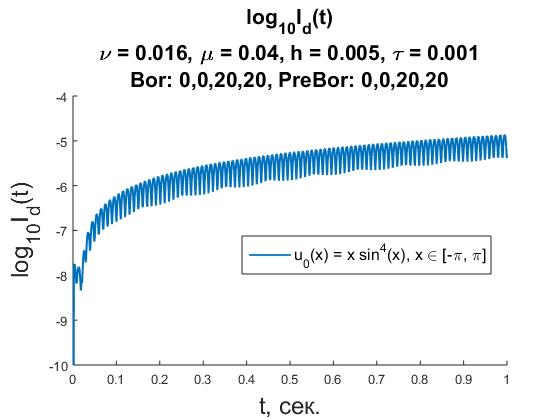 log10Id(t)
ν = 0.016, μ = 0.04, h = 0.005, τ = 0.001
Bor: 0,0,20,20, PreBor: 0,0,20,20
-4
-5
-6
-7
-8
-9
-10
log10Id(t)
u0(x) = x sin4(x), x ∈ [-π, π]
0 0.1 0.2 0.3 0.4 0.5 0.6 0.7 0.8 0.9 1
t, сек.